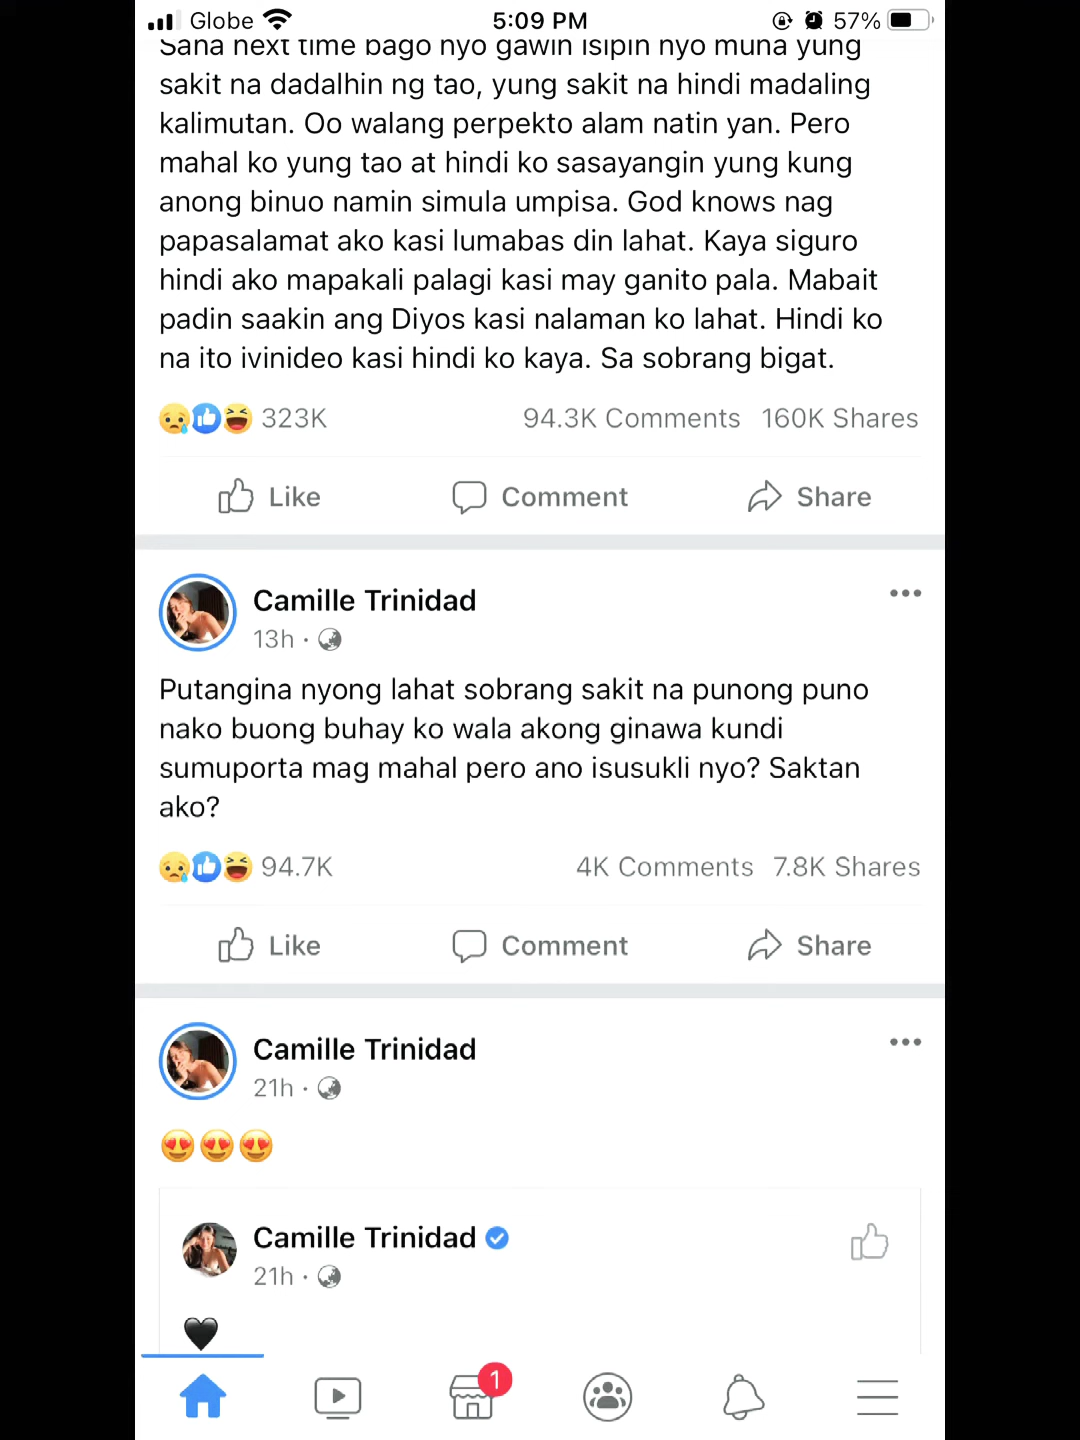 Globe 5:09 PM 57%
Sana next time bago nyo gawin isipin nyo muna yung
sakit na dadalhin ng tao, yung sakit na hindi madaling
kalimutan. Oo walang perpekto alam natin yan. Pero
mahal ko yung tao at hindi ko sasayangin yung kung
anong binuo namin simula umpisa. God knows nag
papasalamat ako kasi lumabas din lahat. Kaya siguro
hindi ako mapakali palagi kasi may ganito pala. Mabait
padin saakin ang Diyos kasi nalaman ko lahat. Hindi ko
na ito ivinideo kasi hindi ko kaya. Sa sobrang bigat.
323K 94.3K Comments 160K Shares
Like Comment Share
Camille Trinidad
13h
Putangina nyong lahat sobrang sakit na punong puno
nako buong buhay ko wala akong ginawa kundi
sumuporta mag mahal pero ano isusukli nyo? Saktan
ako?
94.7K 4K Comments 7.8K Shares
Like Comment Share
Camille Trinidad
21h
😍😍😍
Camille Trinidad
21h
🖤
1